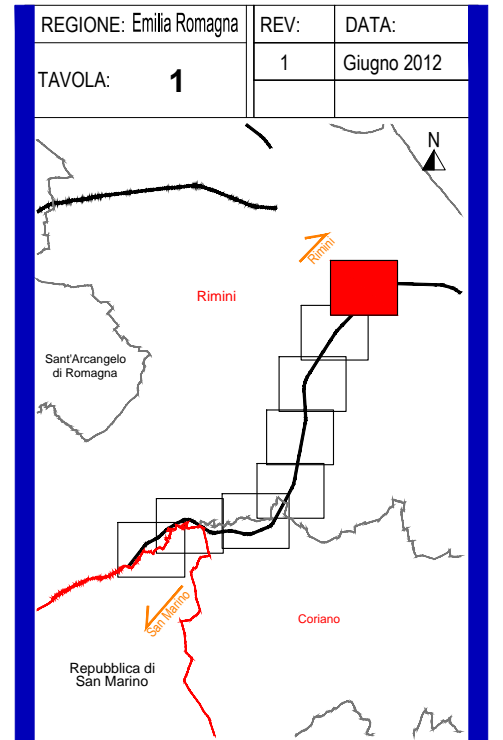 REGIONE: Emilia Romagna
REV:
DATA:
TAVOLA: 1
1
Giugno 2012
N
Rimini
Rimini
Sant'Arcangelo
di Romagna
San Marino
Coriano
Repubblica di
San Marino